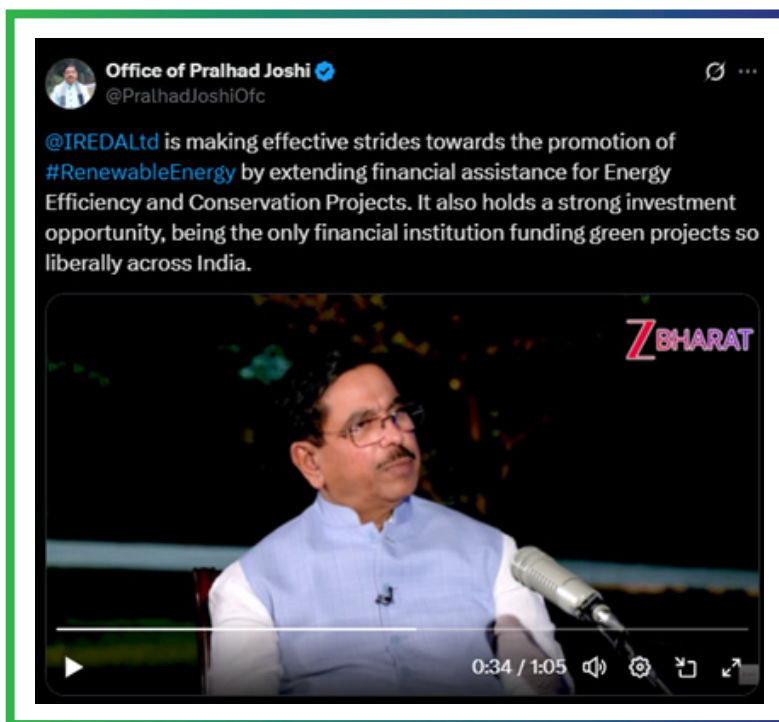 Office of Pralhad Joshi
@PralhadJoshiOfc
@IREDALtd is making effective strides towards the promotion of
#RenewableEnergy by extending financial assistance for Energy
Efficiency and Conservation Projects. It also holds a strong investment
opportunity, being the only financial institution funding green projects so
liberally across India.
Z BHARAT
0:34 / 1:05